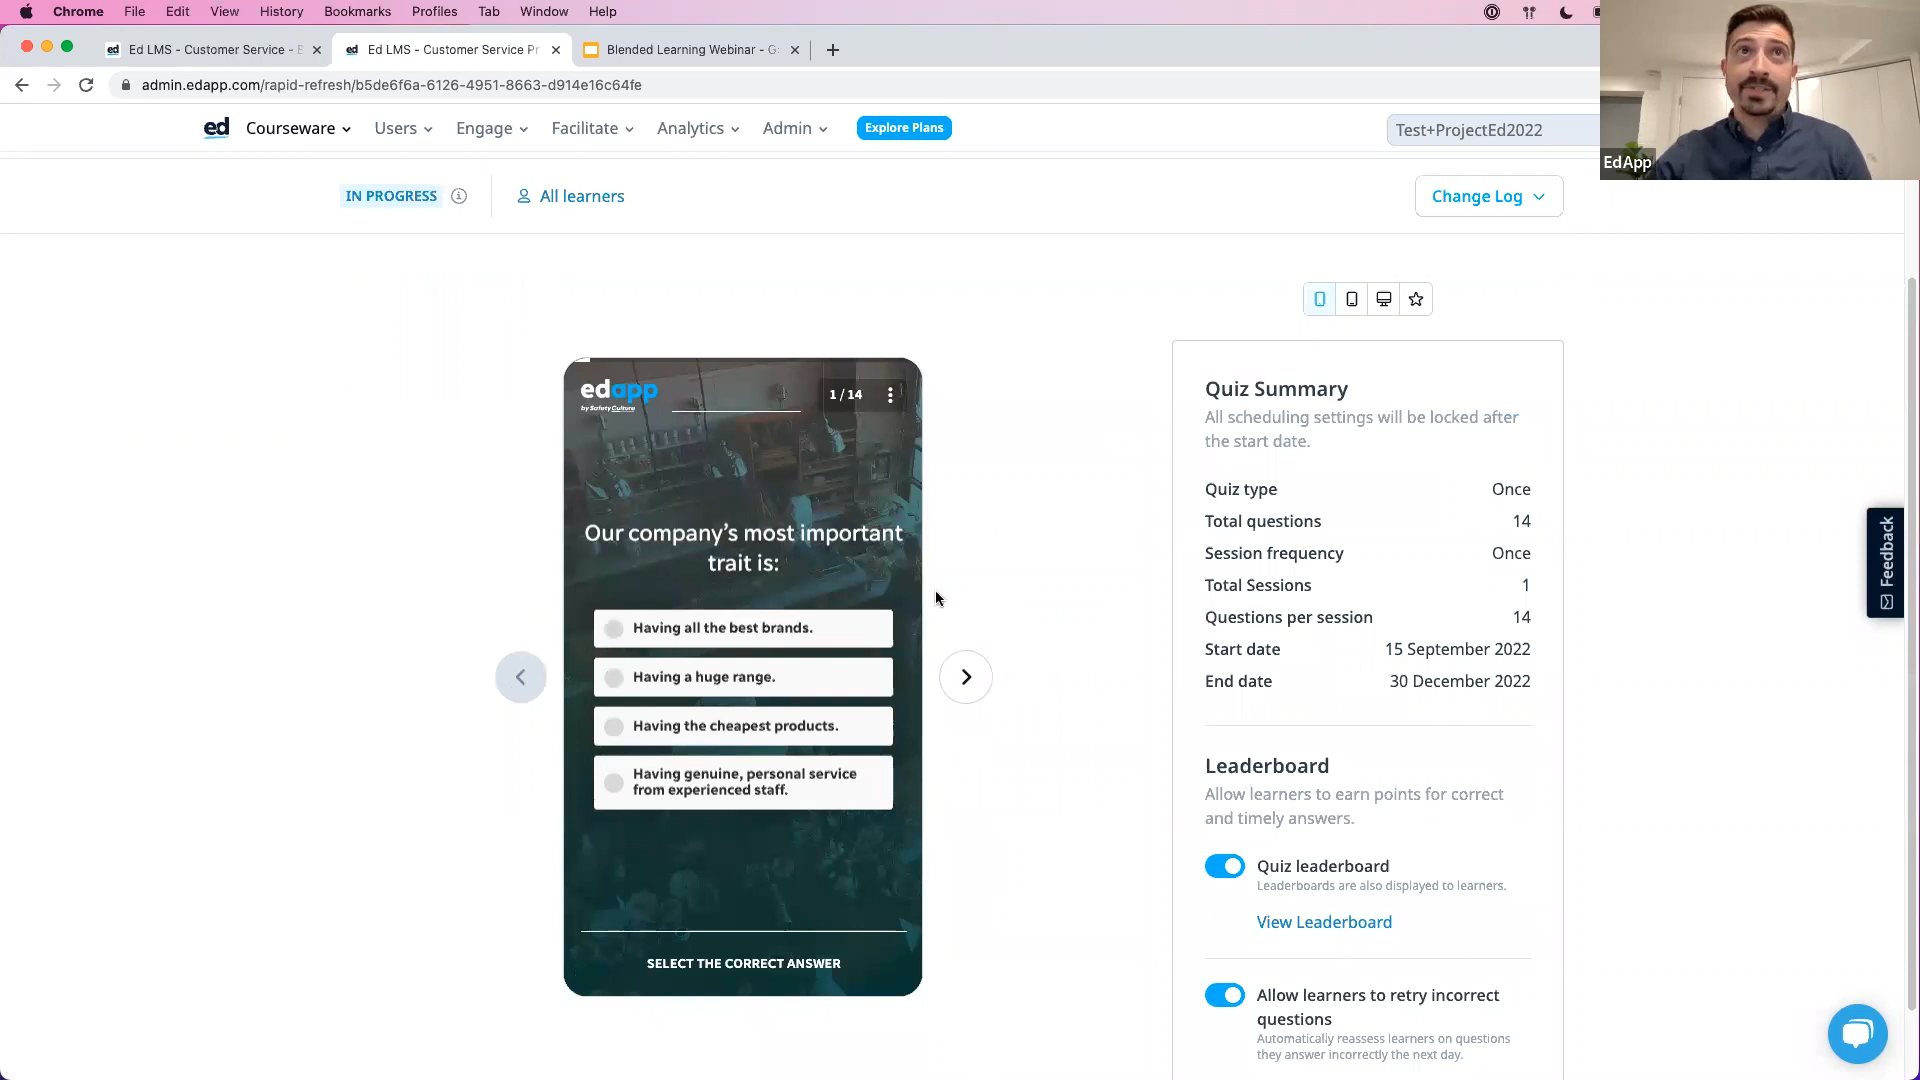 Chrome File Edit View History Bookmarks Profiles Tab Window Help
Ed LMS - Customer Service - Ed LMS - Customer Service Pr Blended Learning Webinar - G
admin.edapp.com/rapid-refresh/b5de6f6a-6126-4951-8663-d914e16c64fe
ed Courseware Users Engage Facilitate Analytics Admin Explore Plans Test+ProjectEd2022
EdApp
IN PROGRESS All learners Change Log
edapp
by SafetyCulture
1 / 14
Our company’s most important
trait is:
Having all the best brands.
Having a huge range.
Having the cheapest products.
Having genuine, personal service
from experienced staff.
SELECT THE CORRECT ANSWER
Quiz Summary
All scheduling settings will be locked after
the start date.
Quiz type Once
Total questions 14
Session frequency Once
Total Sessions 1
Questions per session 14
Start date 15 September 2022
End date 30 December 2022
Leaderboard
Allow learners to earn points for correct
and timely answers.
Quiz leaderboard
Leaderboards are also displayed to learners.
View Leaderboard
Allow learners to retry incorrect
questions
Automatically reassess learners on questions
they answer incorrectly the next day.
Feedback